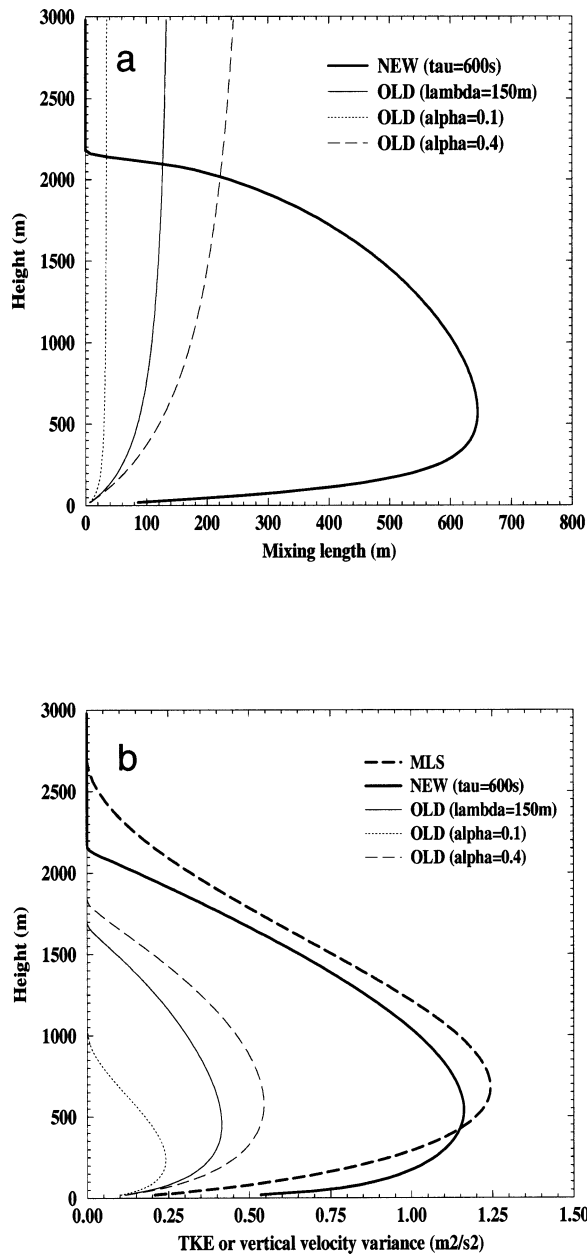 3000
2500
2000
1500
1000
500
0
Height (m)
a
NEW (tau=600s)
OLD (lambda=150m)
OLD (alpha=0.1)
OLD (alpha=0.4)
0 100 200 300 400 500 600 700 800
Mixing length (m)
3000
2500
2000
1500
1000
500
0
Height (m)
b
MLS
NEW (tau=600s)
OLD (lambda=150m)
OLD (alpha=0.1)
OLD (alpha=0.4)
0.00 0.25 0.50 0.75 1.00 1.25 1.50
TKE or vertical velocity variance (m2/s2)